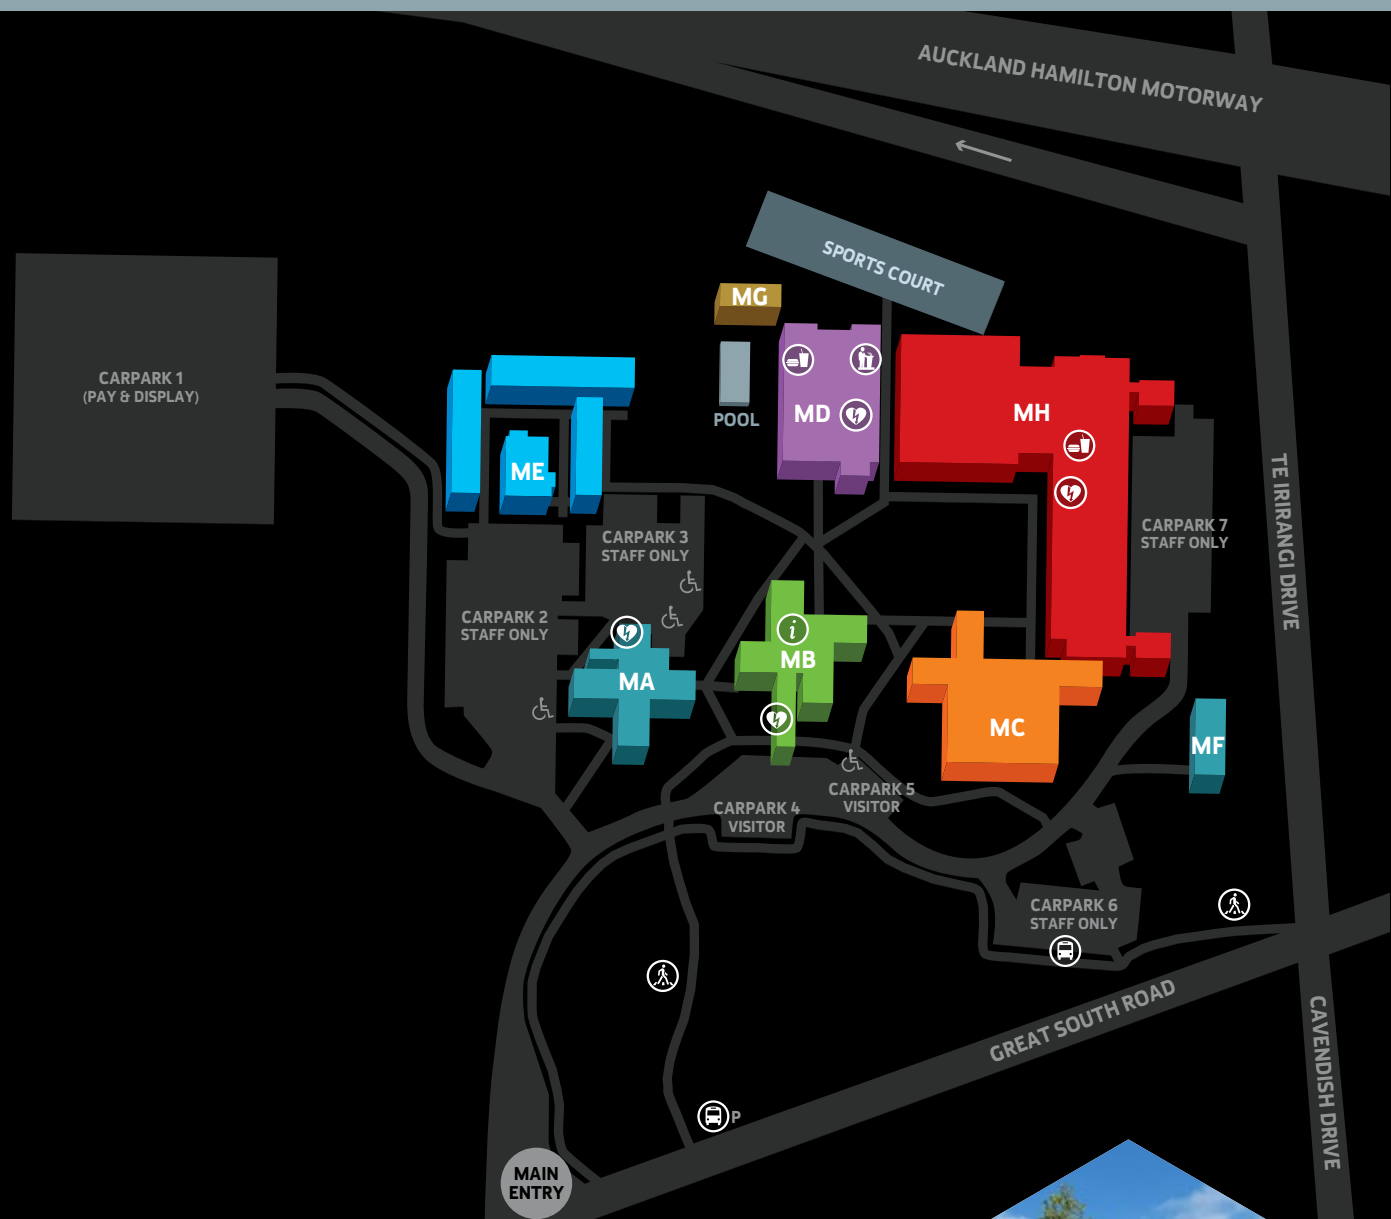 AUCKLAND HAMILTON MOTORWAY
SPORTS COURT
MG
CARPARK 1
(PAY & DISPLAY)
POOL
MD
MH
ME
TE IRIRANGI DRIVE
CARPARK 7
STAFF ONLY
CARPARK 3
STAFF ONLY
CARPARK 2
STAFF ONLY
i
MB
MA
MC
MF
CARPARK 5
VISITOR
CARPARK 4
VISITOR
CARPARK 6
STAFF ONLY
GREAT SOUTH ROAD
CAVENDISH DRIVE
P
MAIN
ENTRY